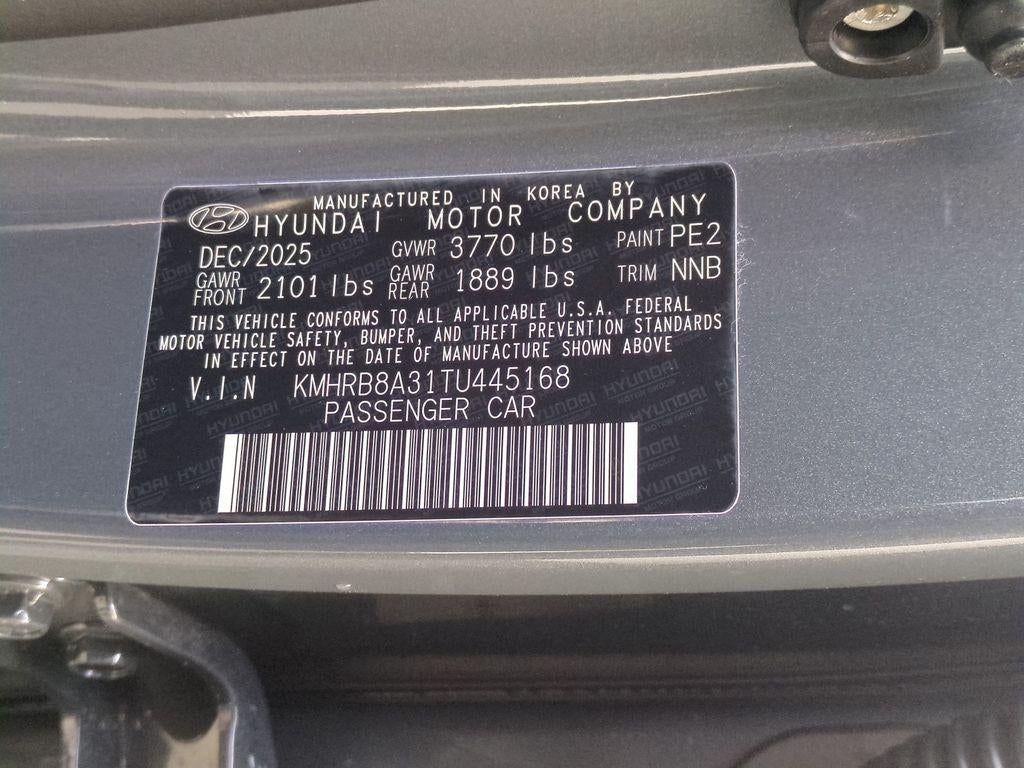 MANUFACTURED IN KOREA BY
HYUNDAI MOTOR COMPANY
DEC/2025 GVWR 3770 lbs PAINT PE2
GAWR FRONT 2101 lbs GAWR REAR 1889 lbs TRIM NNB
THIS VEHICLE CONFORMS TO ALL APPLICABLE U.S.A. FEDERAL
MOTOR VEHICLE SAFETY, BUMPER, AND THEFT PREVENTION STANDARDS
IN EFFECT ON THE DATE OF MANUFACTURE SHOWN ABOVE
V.I.N KMHRB8A31TU445168
PASSENGER CAR